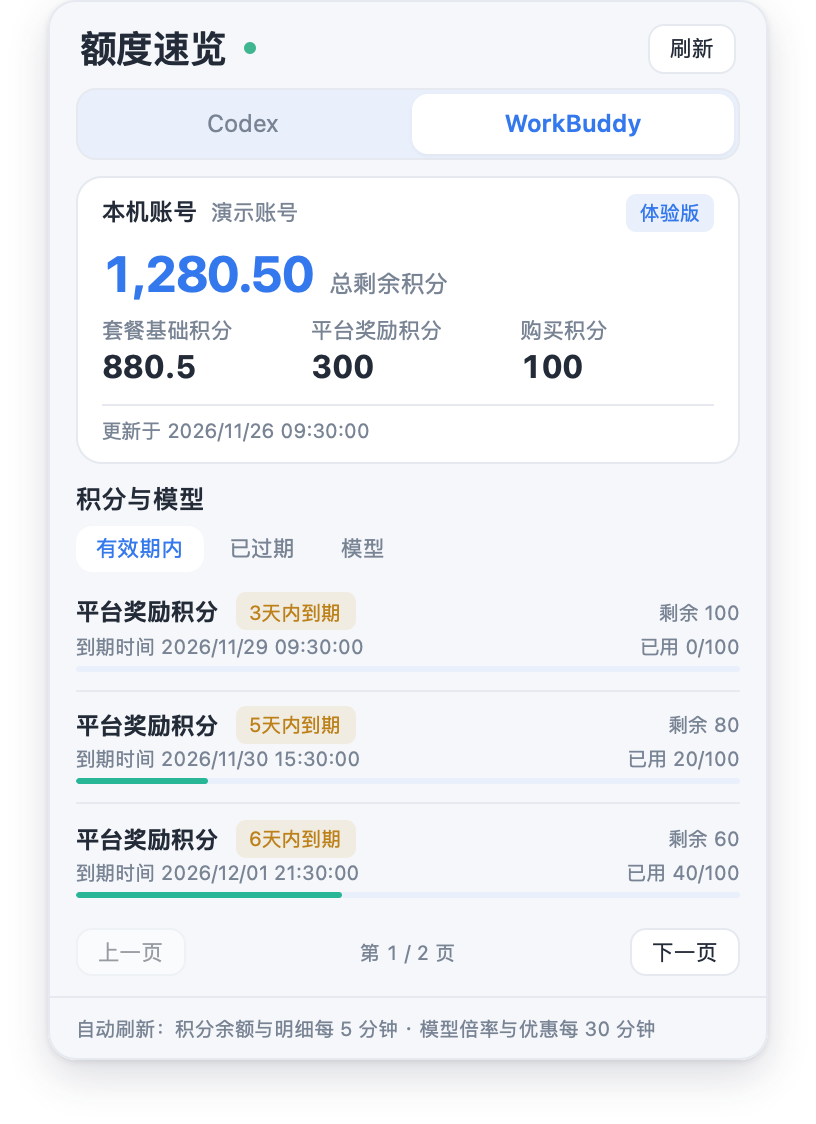 额度速览
刷新
Codex
WorkBuddy
本机账号 演示账号 体验版
1,280.50 总剩余积分
套餐基础积分 平台奖励积分 购买积分
880.5 300 100
更新于 2026/11/26 09:30:00
积分与模型
有效期内 已过期 模型
平台奖励积分 3天内到期 剩余 100
到期时间 2026/11/29 09:30:00 已用 0/100
平台奖励积分 5天内到期 剩余 80
到期时间 2026/11/30 15:30:00 已用 20/100
平台奖励积分 6天内到期 剩余 60
到期时间 2026/12/01 21:30:00 已用 40/100
上一页 第 1 / 2 页 下一页
自动刷新：积分余额与明细每 5 分钟 · 模型倍率与优惠每 30 分钟